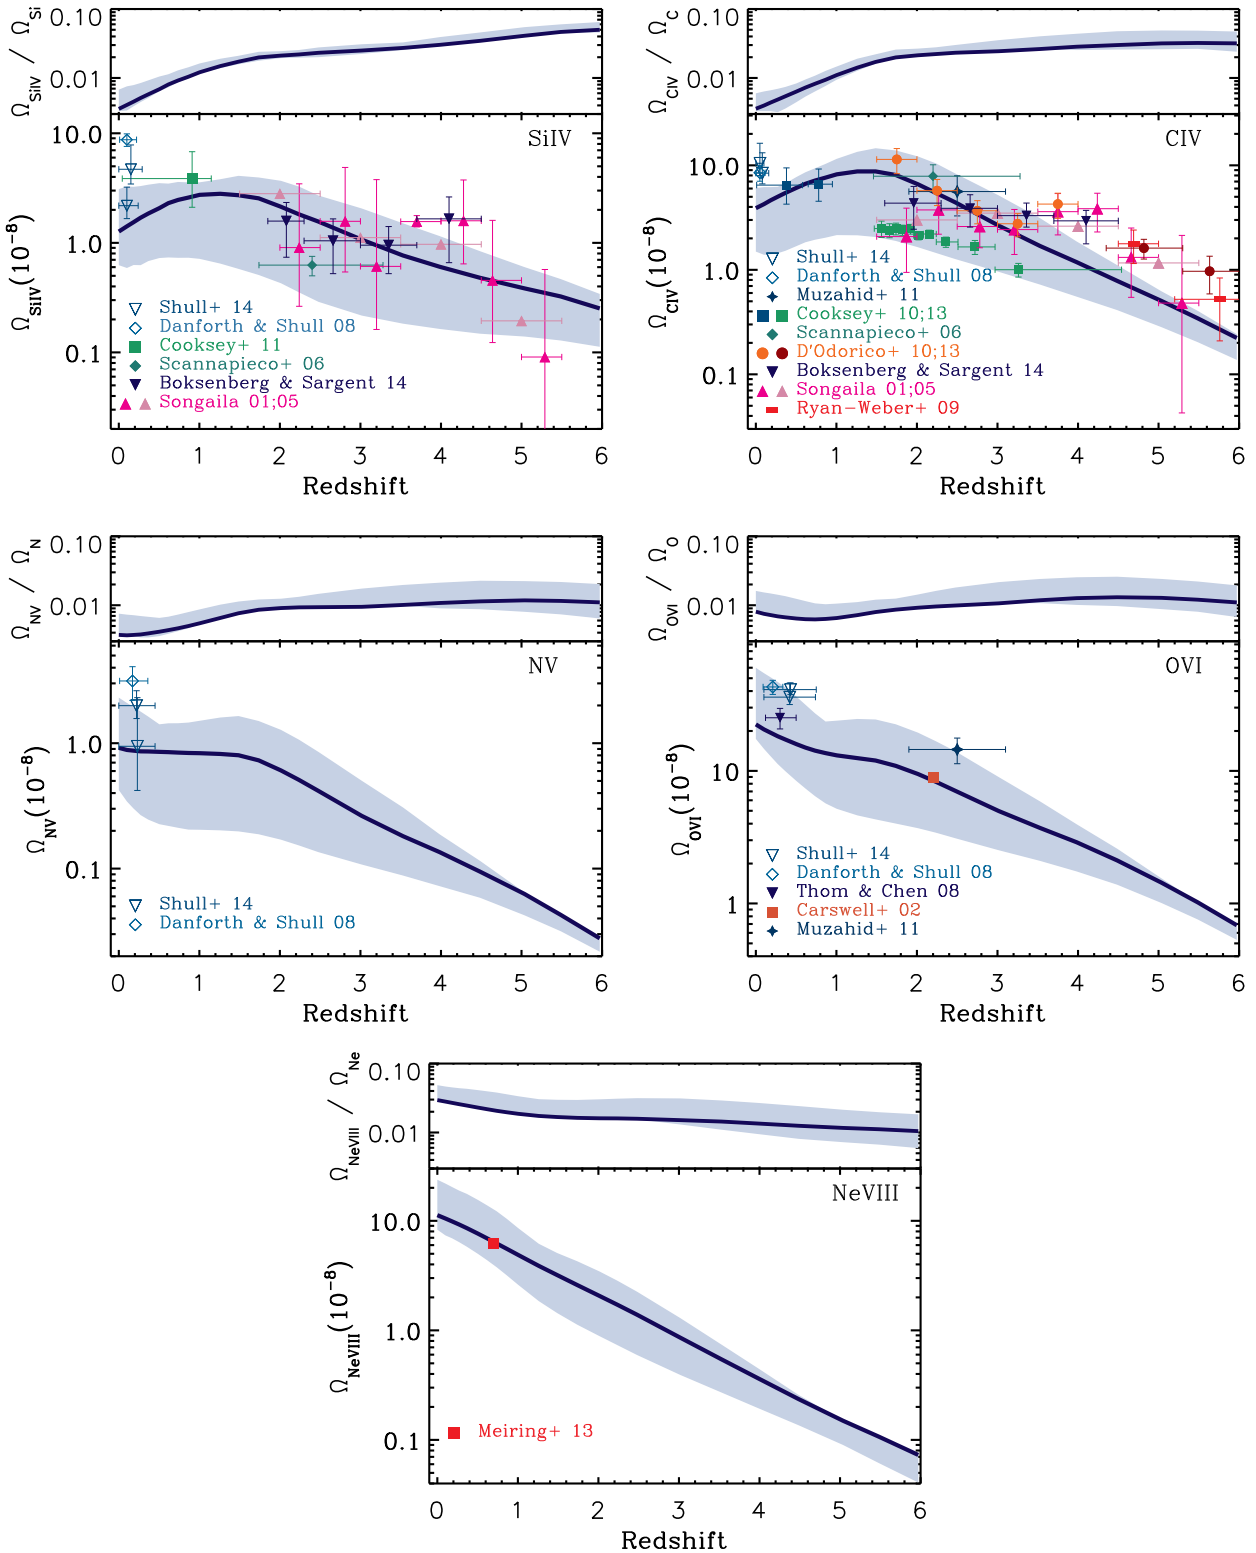 Ω_SiIV / Ω_Si
0.10
0.01
SiIV
Ω_SiIV(10^−8)
10.0
1.0
0.1
Shull+ 14
Danforth & Shull 08
Cooksey+ 11
Scannapieco+ 06
Boksenberg & Sargent 14
Songaila 01;05
0 1 2 3 4 5 6
Redshift
Ω_CIV / Ω_C
0.10
0.01
CIV
Ω_CIV(10^−8)
10.0
1.0
0.1
Shull+ 14
Danforth & Shull 08
Muzahid+ 11
Cooksey+ 10;13
Scannapieco+ 06
D'Odorico+ 10;13
Boksenberg & Sargent 14
Songaila 01;05
Ryan−Weber+ 09
0 1 2 3 4 5 6
Redshift
Ω_NV / Ω_N
0.10
0.01
NV
Ω_NV(10^−8)
1.0
0.1
Shull+ 14
Danforth & Shull 08
0 1 2 3 4 5 6
Redshift
Ω_OVI / Ω_O
0.10
0.01
OVI
Ω_OVI(10^−8)
10
1
Shull+ 14
Danforth & Shull 08
Thom & Chen 08
Carswell+ 02
Muzahid+ 11
0 1 2 3 4 5 6
Redshift
Ω_NeVIII / Ω_Ne
0.10
0.01
NeVIII
Ω_NeVIII(10^−8)
10.0
1.0
0.1
Meiring+ 13
0 1 2 3 4 5 6
Redshift